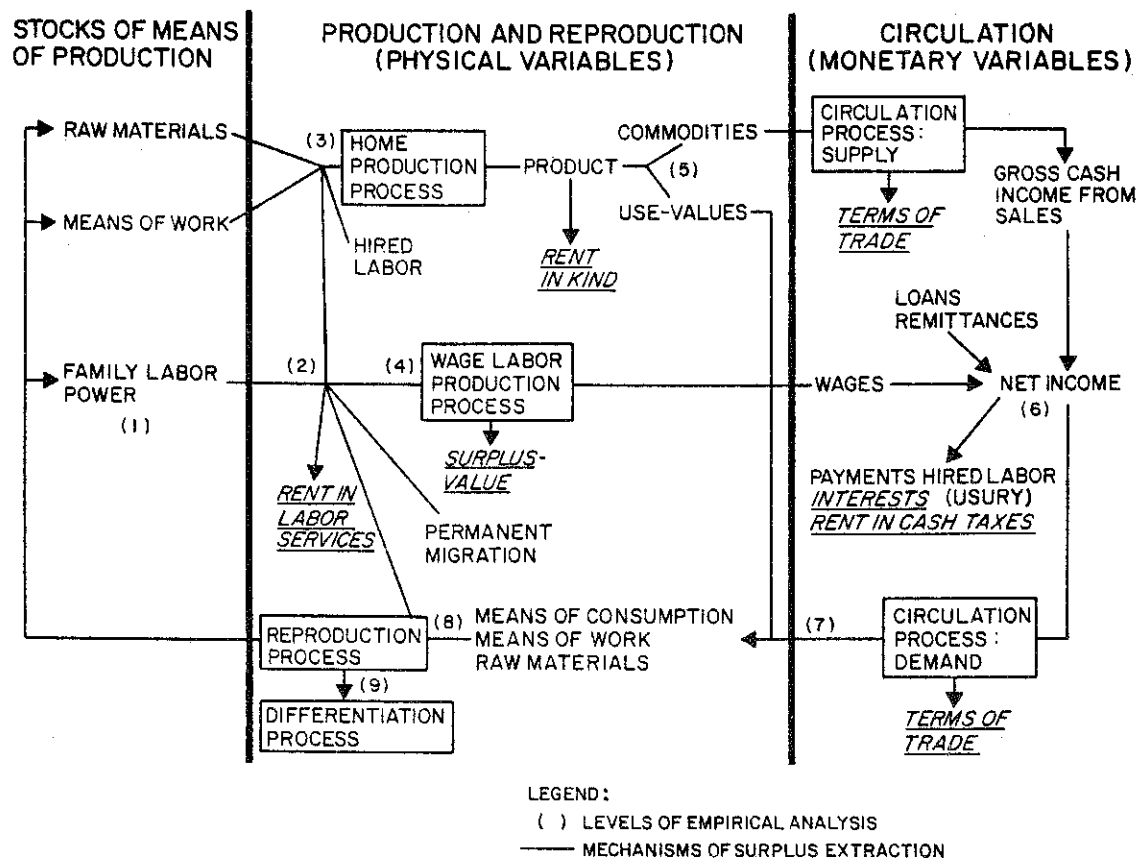 STOCKS OF MEANS
OF PRODUCTION
PRODUCTION AND REPRODUCTION
(PHYSICAL VARIABLES)
CIRCULATION
(MONETARY VARIABLES)
RAW MATERIALS
MEANS OF WORK
FAMILY LABOR
POWER
(1)
(3)
HOME
PRODUCTION
PROCESS
HIRED
LABOR
PRODUCT
(5)
COMMODITIES
USE-VALUES
RENT
IN KIND
(2)
(4)
WAGE LABOR
PRODUCTION
PROCESS
SURPLUS-
VALUE
RENT IN
LABOR
SERVICES
PERMANENT
MIGRATION
REPRODUCTION
PROCESS
(8)
MEANS OF CONSUMPTION
MEANS OF WORK
RAW MATERIALS
(9)
DIFFERENTIATION
PROCESS
CIRCULATION
PROCESS:
SUPPLY
TERMS OF
TRADE
GROSS CASH
INCOME FROM
SALES
LOANS
REMITTANCES
WAGES
NET INCOME
(6)
PAYMENTS HIRED LABOR
INTERESTS (USURY)
RENT IN CASH TAXES
(7)
CIRCULATION
PROCESS:
DEMAND
TERMS OF
TRADE
LEGEND:
( ) LEVELS OF EMPIRICAL ANALYSIS
MECHANISMS OF SURPLUS EXTRACTION